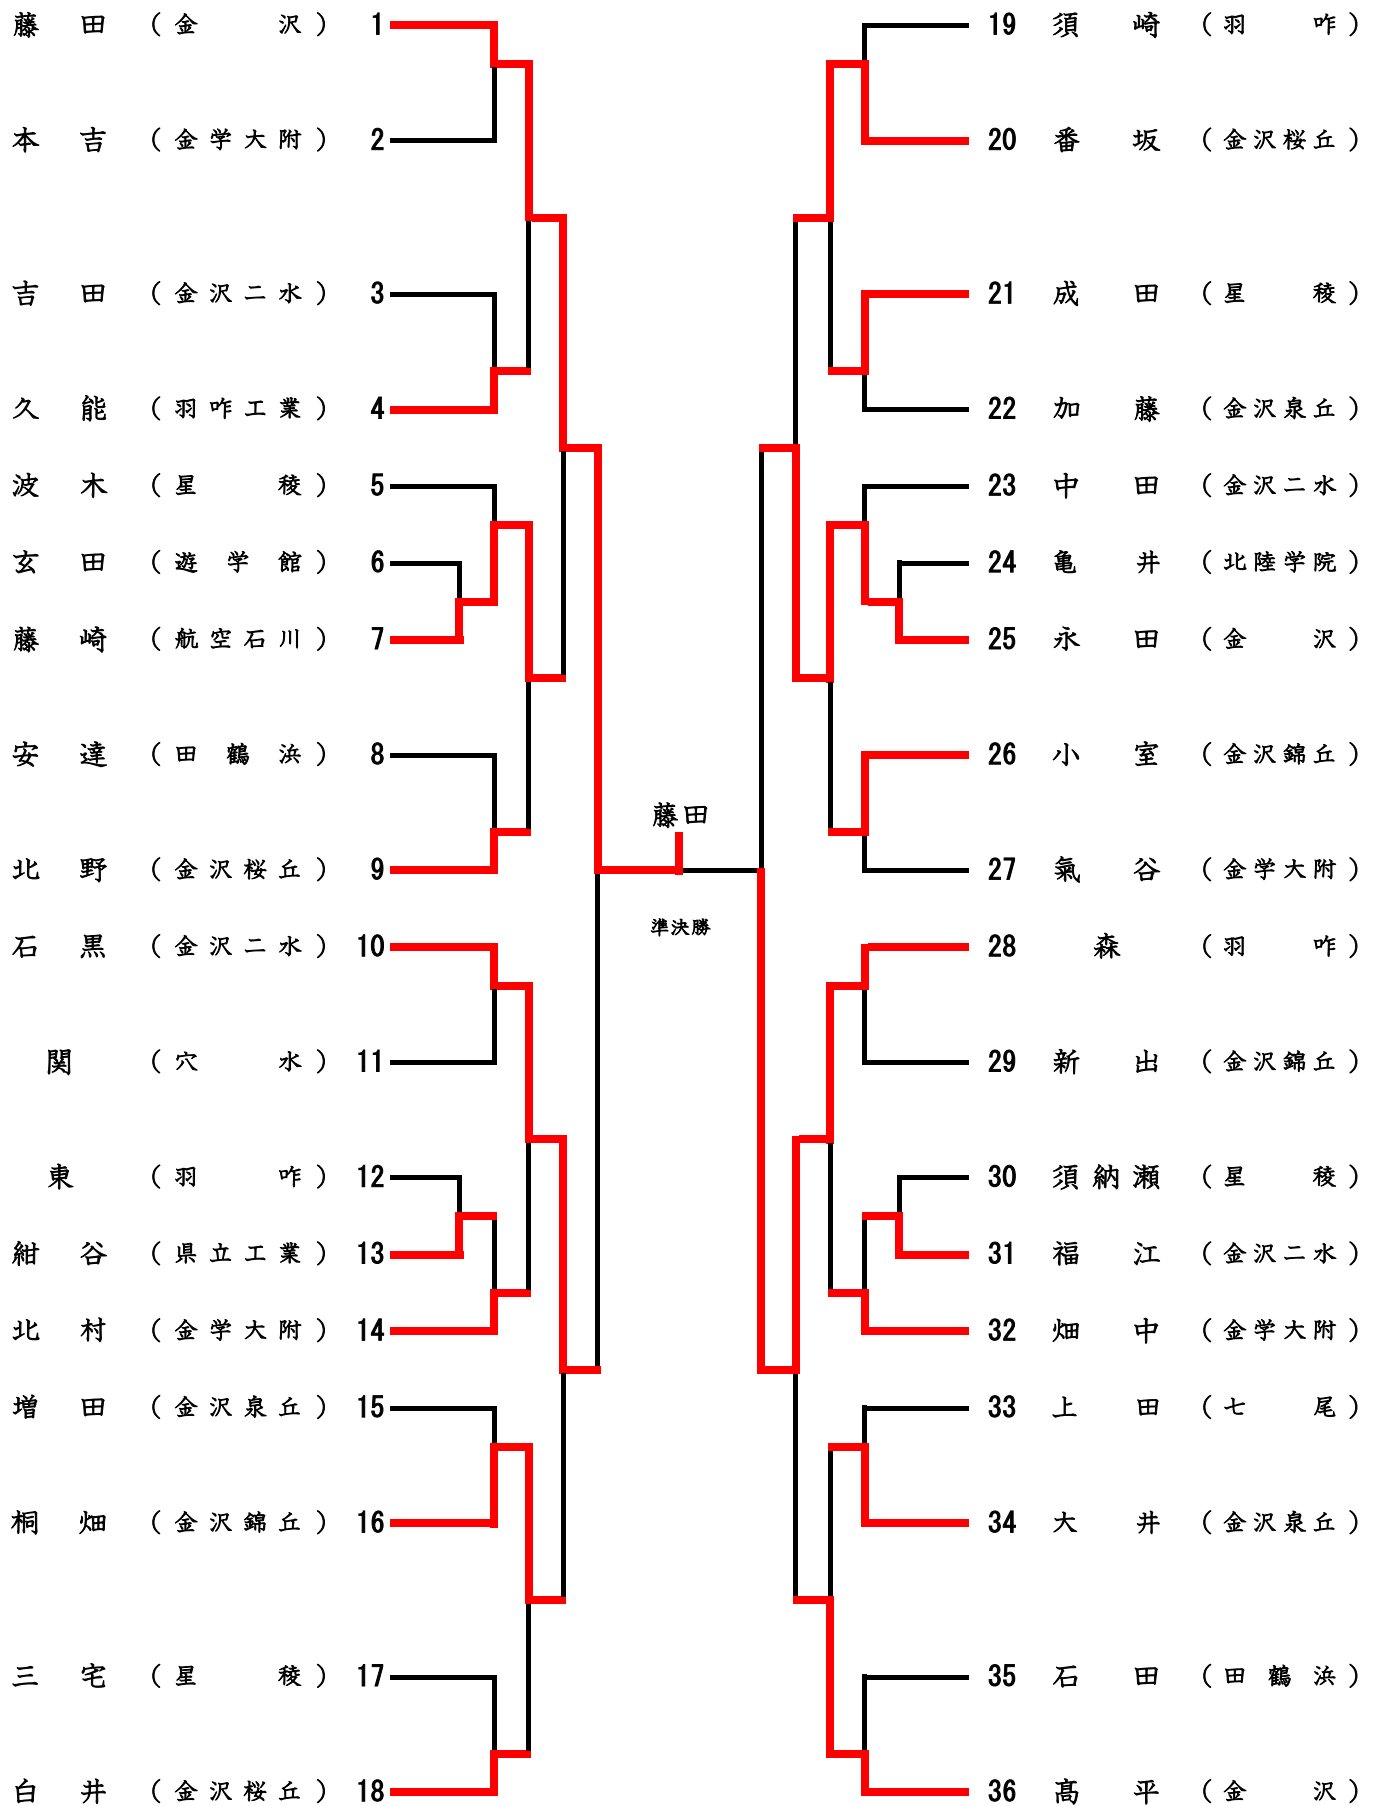 藤田 (金沢) 1
本吉 (金学大附) 2
吉田 (金沢二水) 3
久能 (羽咋工業) 4
波木 (星稜) 5
玄田 (遊学館) 6
藤崎 (航空石川) 7
安達 (田鶴浜) 8
北野 (金沢桜丘) 9
石黒 (金沢二水) 10
関 (穴水) 11
東 (羽咋) 12
紺谷 (県立工業) 13
北村 (金学大附) 14
増田 (金沢泉丘) 15
桐畑 (金沢錦丘) 16
三宅 (星稜) 17
白井 (金沢桜丘) 18
藤田
準決勝
19 須崎 (羽咋)
20 番坂 (金沢桜丘)
21 成田 (星稜)
22 加藤 (金沢泉丘)
23 中田 (金沢二水)
24 亀井 (北陸学院)
25 永田 (金沢)
26 小室 (金沢錦丘)
27 氣谷 (金学大附)
28 森 (羽咋)
29 新出 (金沢錦丘)
30 須納瀬 (星稜)
31 福江 (金沢二水)
32 畑中 (金学大附)
33 上田 (七尾)
34 大井 (金沢泉丘)
35 石田 (田鶴浜)
36 髙平 (金沢)